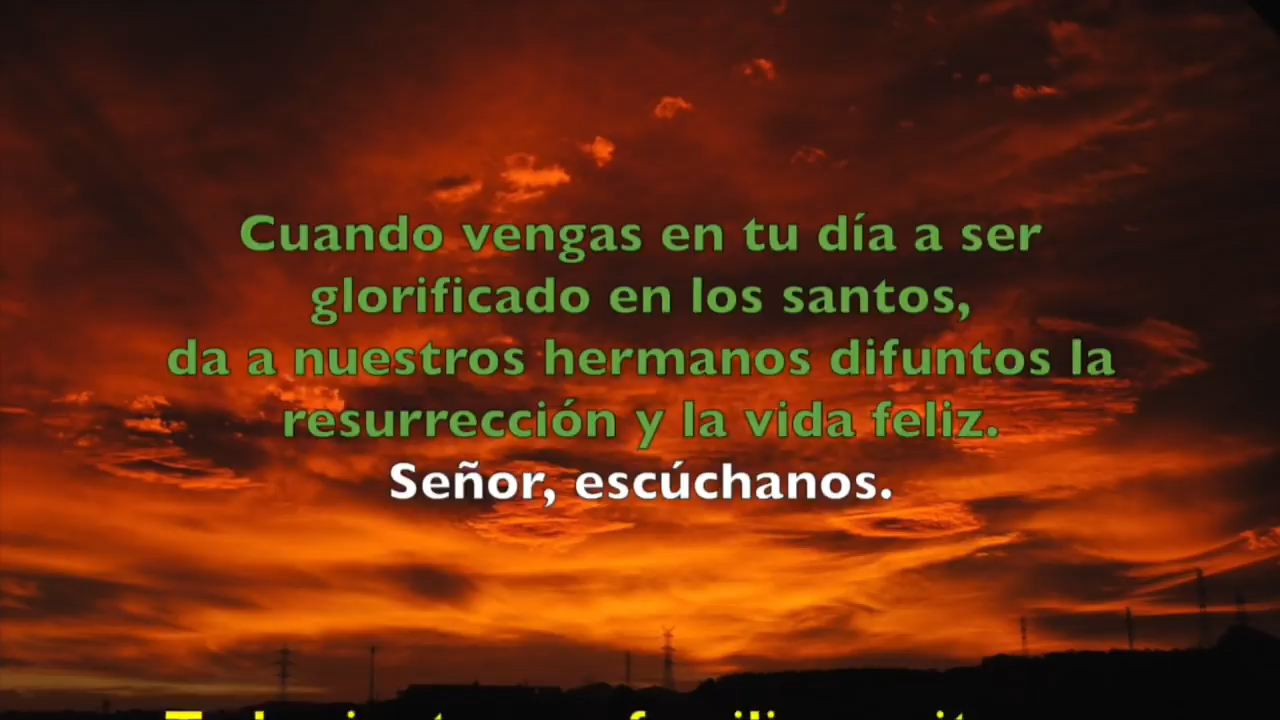 Cuando vengas en tu día a ser
glorificado en los santos,
da a nuestros hermanos difuntos la
resurrección y la vida feliz.
Señor, escúchanos.